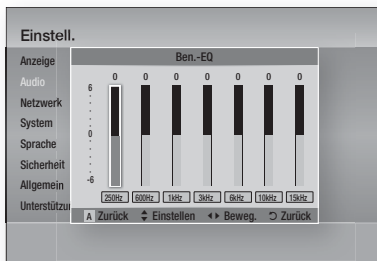 Einstell.
Anzeige
Audio
Netzwerk
System
Sprache
Sicherheit
Allgemein
Ben.-EQ
0 0 0 0 0 0 0
6
0
-6
250Hz 600Hz 1kHz 3kHz 6kHz 10kHz 15kHz
A Zurück Einstellen Beweg. Zurück